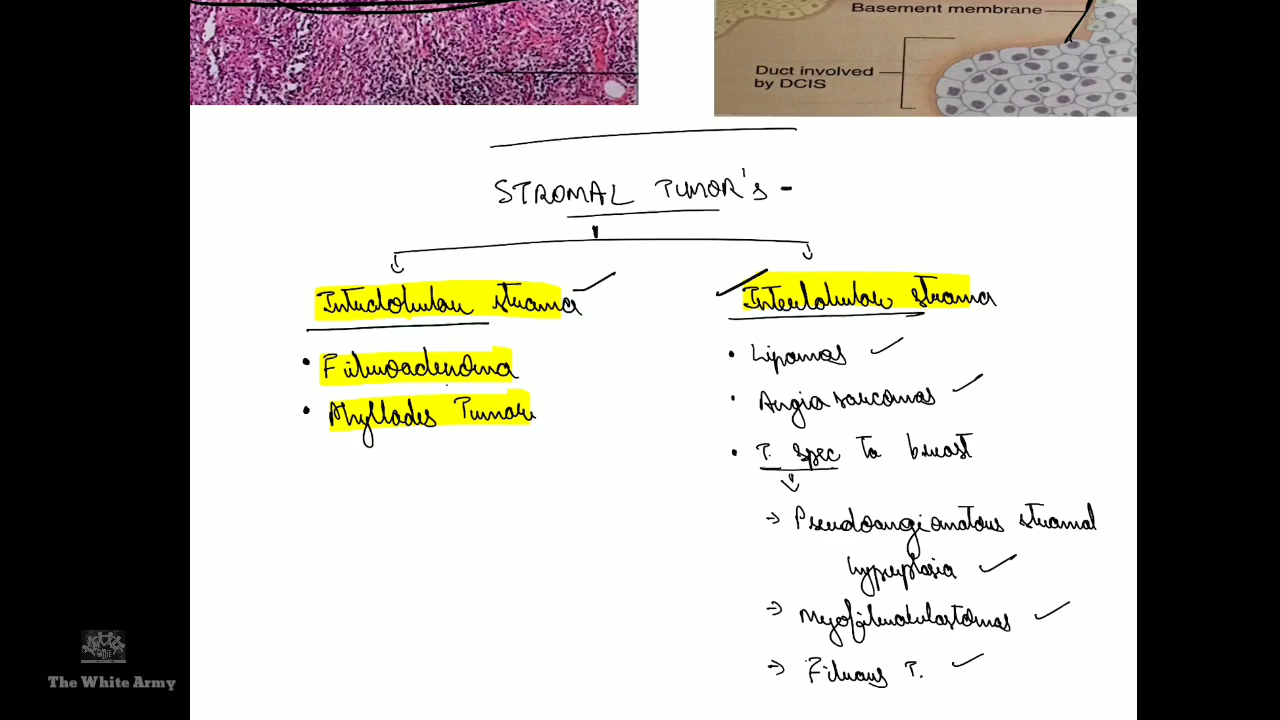 Basement membrane
Duct involved
by DCIS
STROMAL TUMOR'S -
Intralobular stroma
Interlobular stroma
• Fibroadenoma
• Phyllodes Tumor
• Lipomas
• Angiosarcomas
• T. spec to breast
→ Pseudoangiomatous stromal
hyperplasia
→ Myofibroblastomas
→ Fibrous T.
The White Army